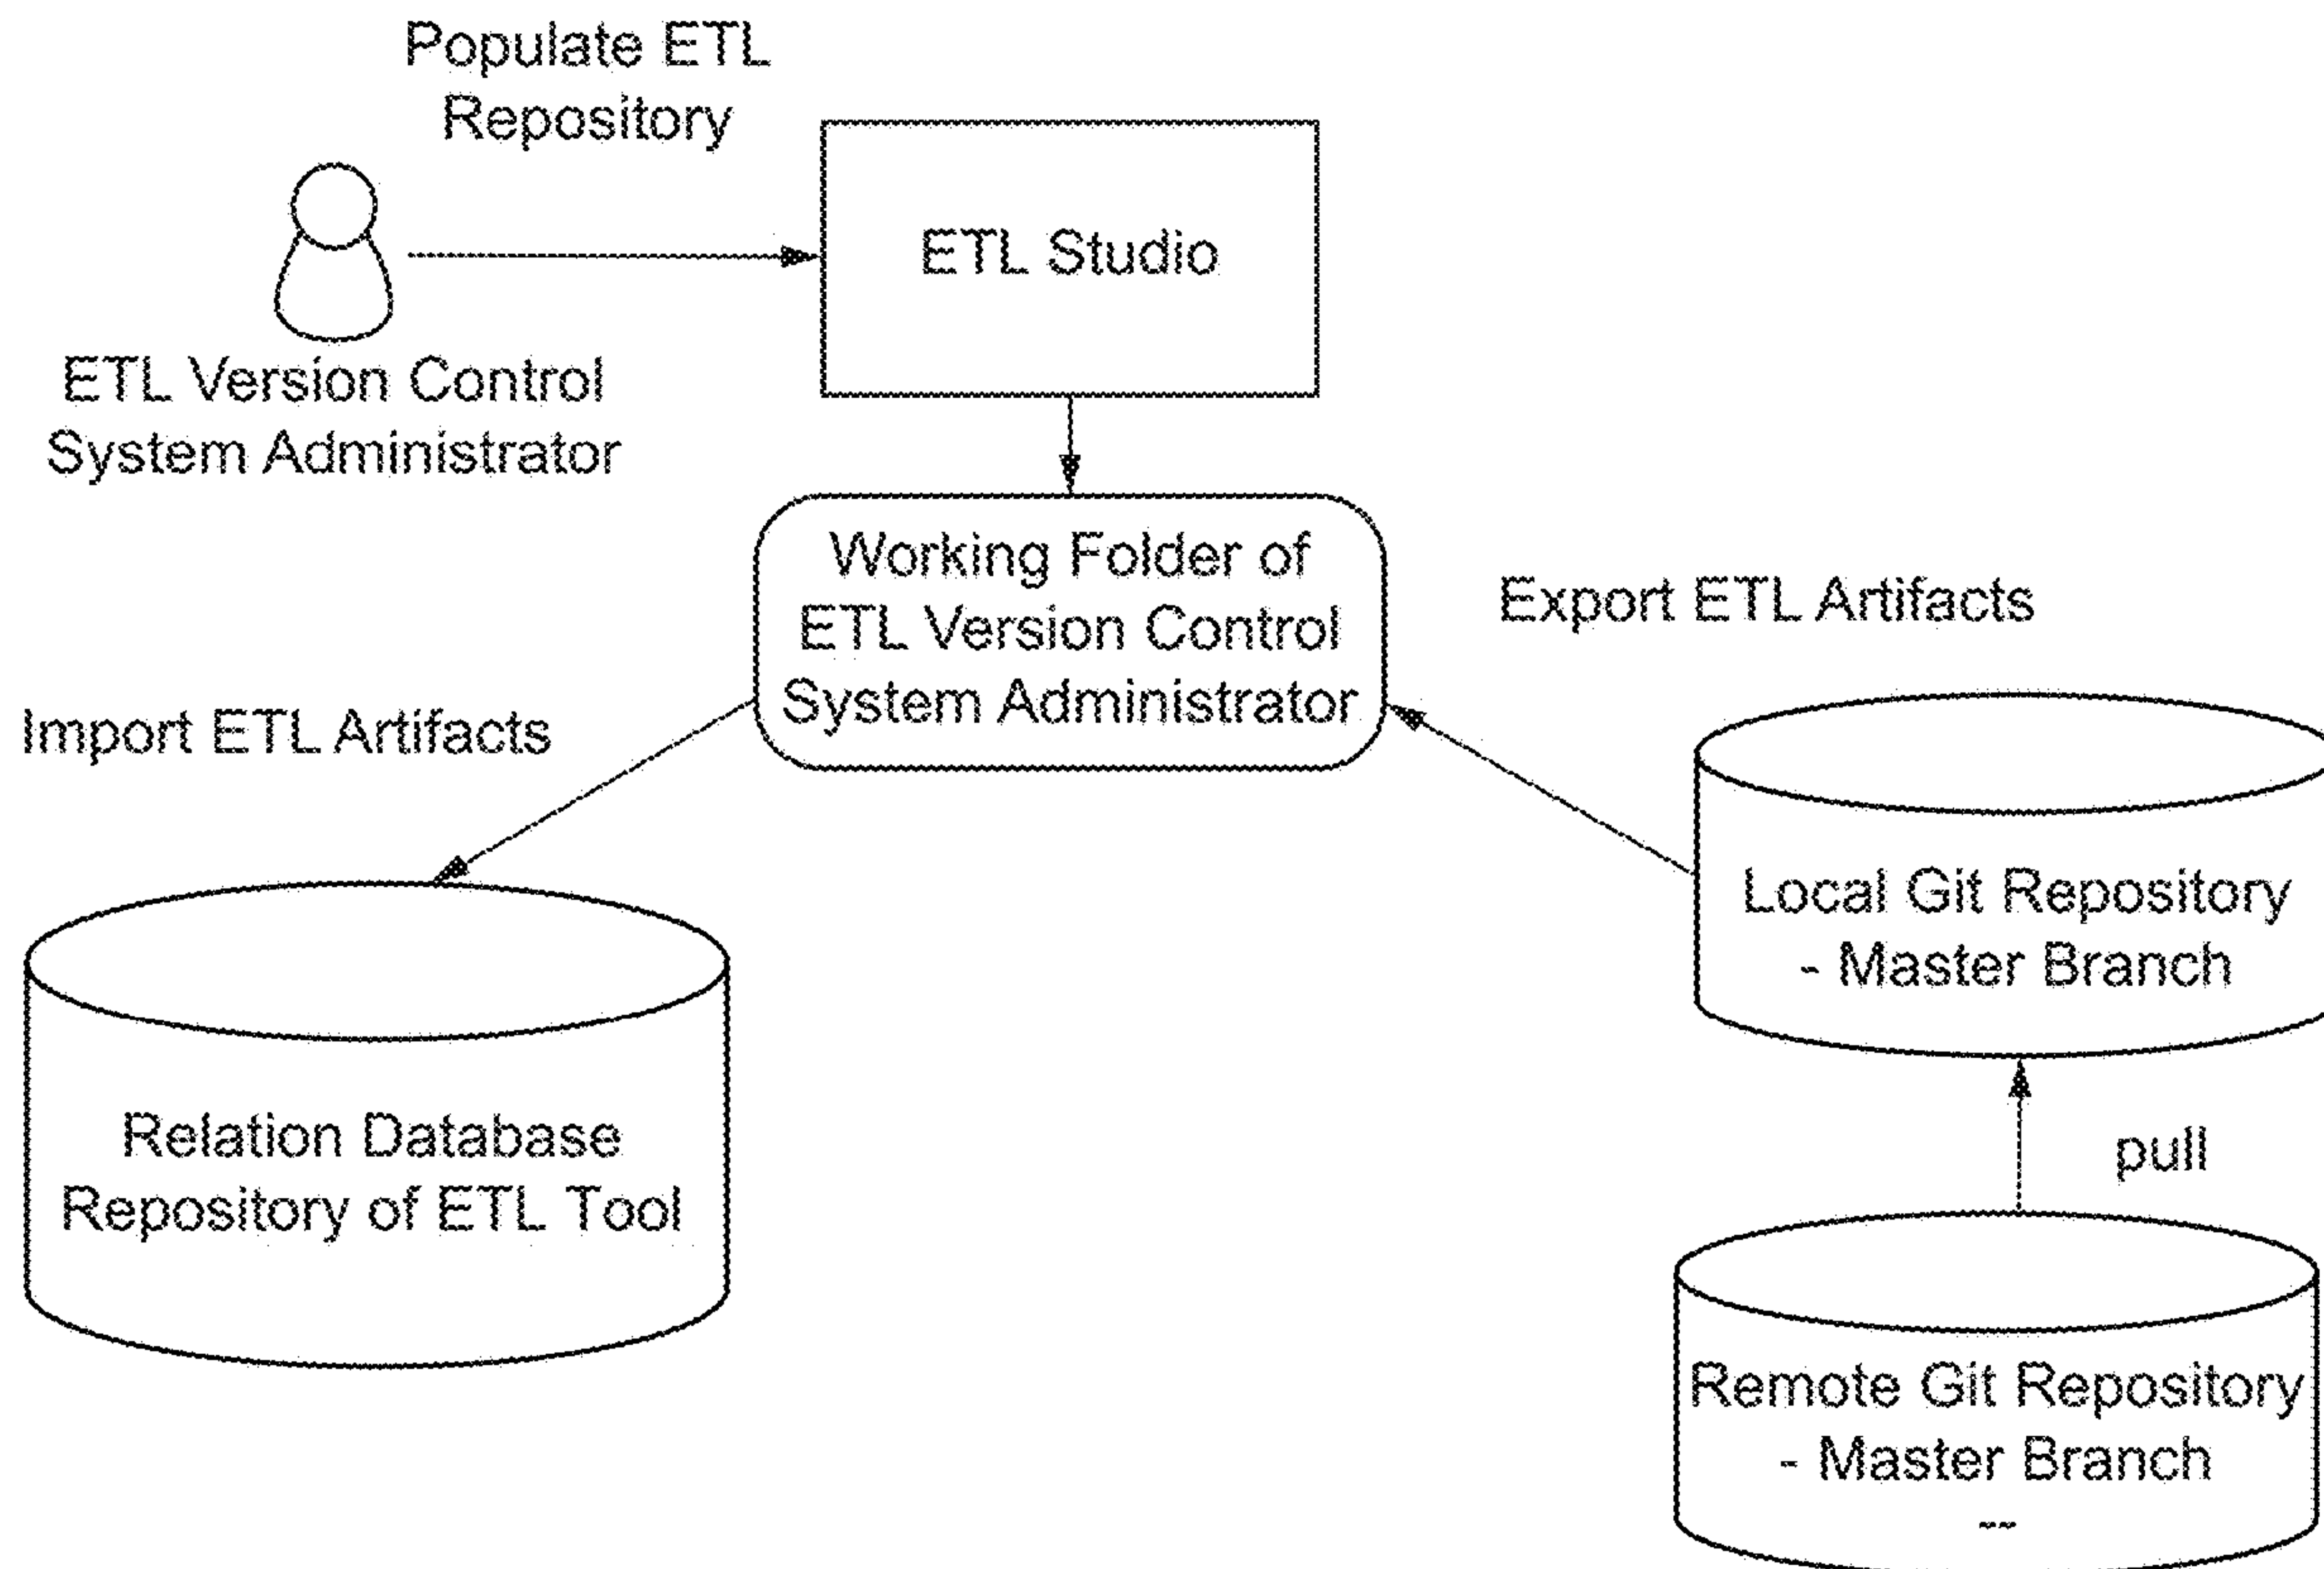 Populate ETL
Repository
ETL Studio
ETL Version Control
System Administrator
Working Folder of
ETL Version Control
System Administrator
Export ETL Artifacts
Import ETL Artifacts
Local Git Repository
- Master Branch
Relation Database
Repository of ETL Tool
pull
Remote Git Repository
- Master Branch
--